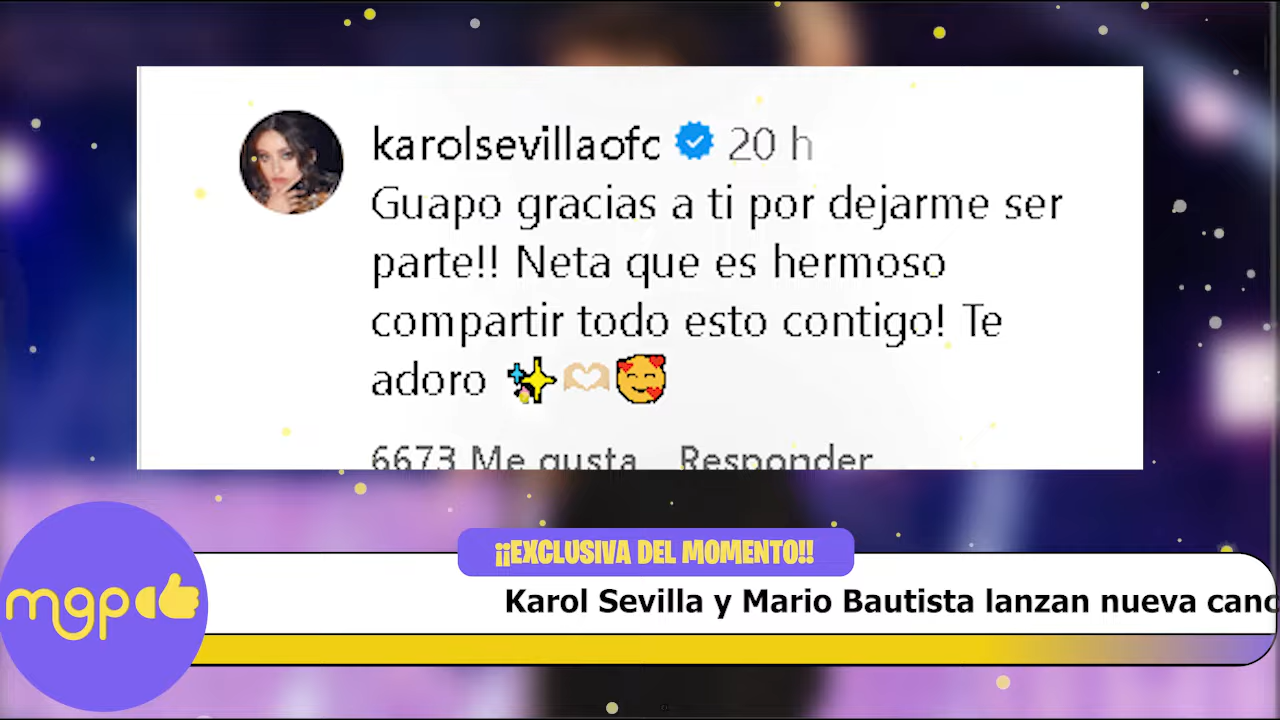 karolsevillaofc 20 h
Guapo gracias a ti por dejarme ser
parte!! Neta que es hermoso
compartir todo esto contigo! Te
adoro ✨🫶🏼🥰
6673 Me gusta Responder
¡¡EXCLUSIVA DEL MOMENTO!!
Karol Sevilla y Mario Bautista lanzan nueva canc
mgp